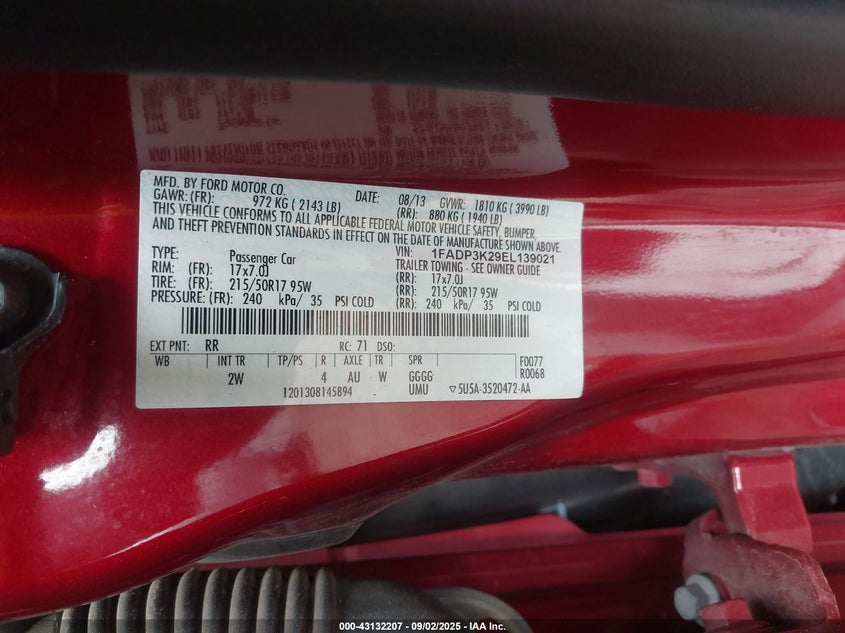 MFD. BY FORD MOTOR CO.
DATE: 08/13 GVWR: 1810 KG ( 3990 LB)
GAWR: (FR): 972 KG ( 2143 LB) (RR): 880 KG ( 1940 LB)
THIS VEHICLE CONFORMS TO ALL APPLICABLE FEDERAL MOTOR VEHICLE SAFETY, BUMPER,
AND THEFT PREVENTION STANDARDS IN EFFECT ON THE DATE OF MANUFACTURE SHOWN ABOVE.
VIN: 1FADP3K29EL139021
TYPE: Passenger Car TRAILER TOWING - SEE OWNER GUIDE
RIM: (FR): 17x7.0J (RR): 17x7.0J
TIRE: (FR): 215/50R17 95W (RR): 215/50R17 95W
PRESSURE: (FR): 240 kPa/ 35 PSI COLD (RR): 240 kPa/ 35 PSI COLD
EXT PNT: RR RC: 71 DSO:
WB INT TR TP/PS R AXLE TR SPR F0077
2W 4 AU W GGGG R006B
1201308145894 UMU ▽5U5A-3520472-AA
000-43132207 - 09/02/2025 - IAA Inc.